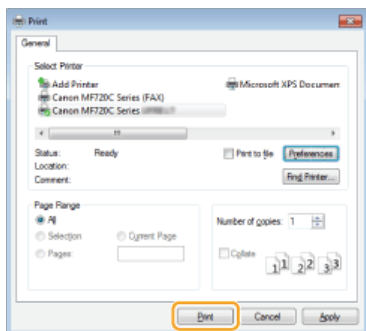 Print
General
Select Printer
Add Printer
Microsoft XPS Documen
Canon MF720C Series (FAX)
Canon MF720C Series
Status: Ready
Print to file
Preferences
Location:
Comment:
Find Printer...
Page Range
All
Number of copies: 1
Selection
Current Page
Pages:
Collate
1 1 2 2 3 3
Print
Cancel
Apply